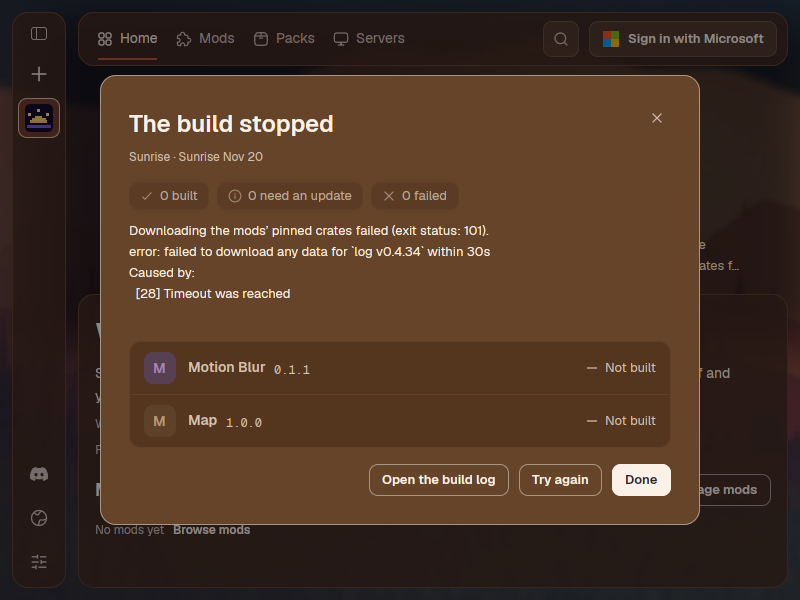 Home
Mods
Packs
Servers
Sign in with Microsoft
The build stopped
Sunrise · Sunrise Nov 20
0 built
0 need an update
0 failed
Downloading the mods’ pinned crates failed (exit status: 101).
error: failed to download any data for `log v0.4.34` within 30s
Caused by:
[28] Timeout was reached
ates f...
M Motion Blur 0.1.1 — Not built
and
M Map 1.0.0 — Not built
Open the build log
Try again
Done
age mods
No mods yet Browse mods